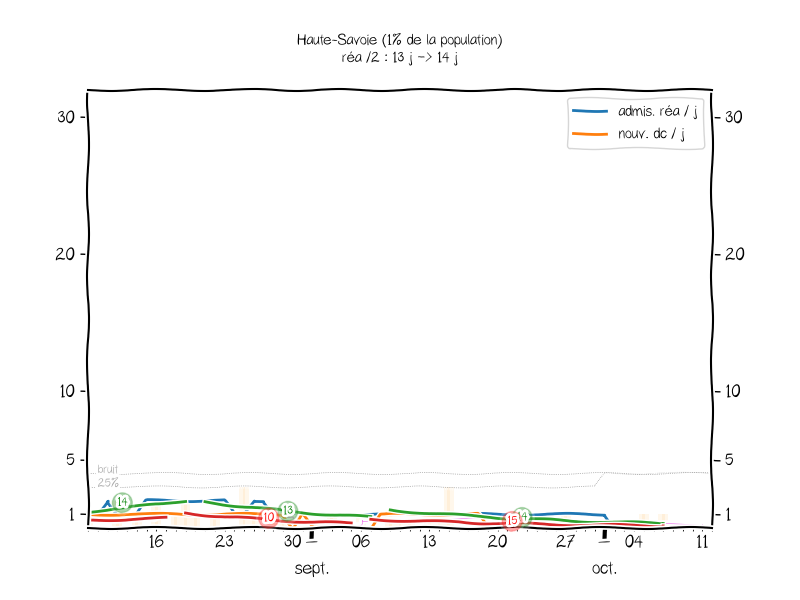 Haute-Savoie (1% de la population)
réa /2 : 13 j -> 14 j
admis. réa / j
nouv. dc / j
30
30
20
20
10
10
5
5
bruit
25%
14
13
10
15
4
1
1
16 23 30 06 13 20 27 04 11
sept. oct.